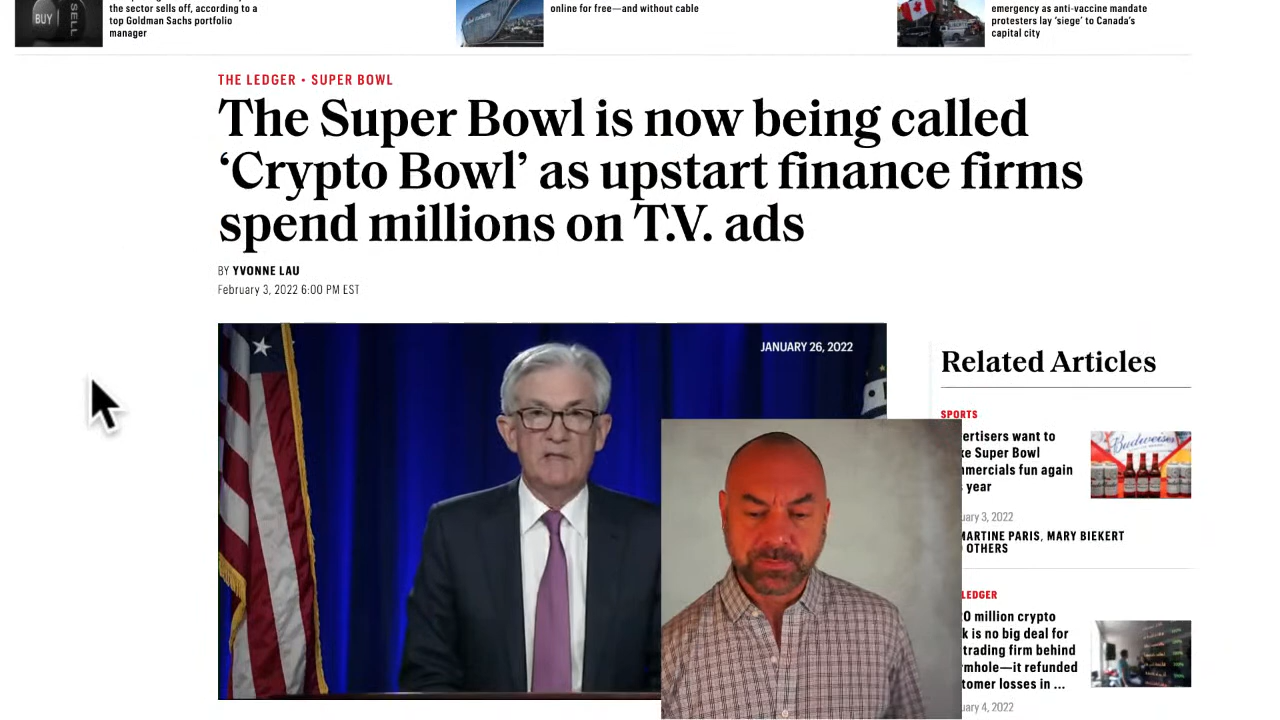 the sector sells off, according to a
top Goldman Sachs portfolio
manager
BUY
SELL
online for free—and without cable
emergency as anti-vaccine mandate
protesters lay ‘siege’ to Canada’s
capital city
THE LEDGER • SUPER BOWL
The Super Bowl is now being called
‘Crypto Bowl’ as upstart finance firms
spend millions on T.V. ads
BY YVONNE LAU
February 3, 2022 6:00 PM EST
JANUARY 26, 2022
Related Articles
SPORTS
ertisers want to
ke Super Bowl
mmercials fun again
year
uary 3, 2022
MARTINE PARIS, MARY BIEKERT
OTHERS
Budweiser
LEDGER
0 million crypto
k is no big deal for
trading firm behind
rmhole—it refunded
tomer losses in ...
uary 4, 2022